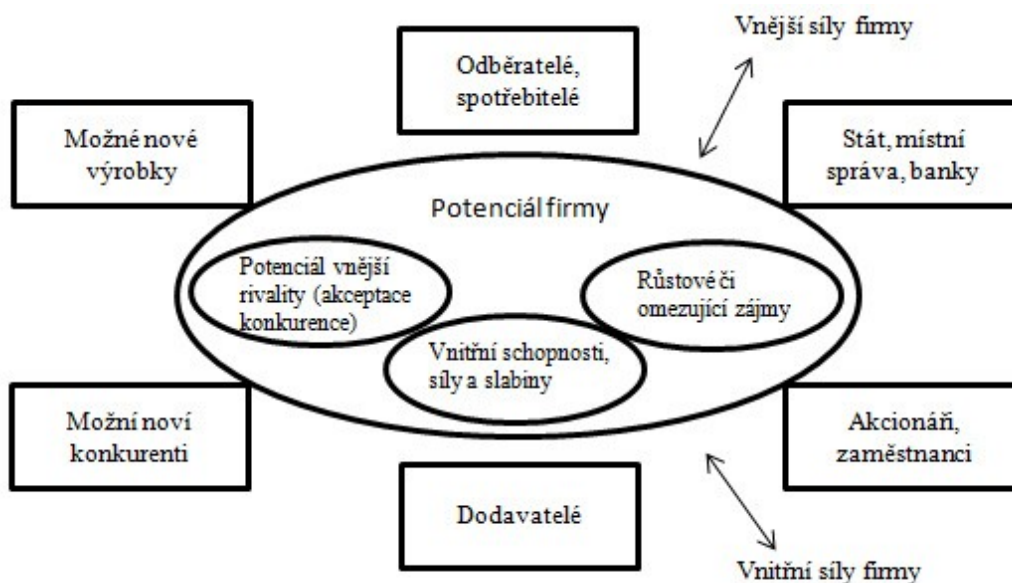 Vnější síly firmy
Odběratelé,
spotřebitelé
Možné nové
výrobky
Stát, místní
správa, banky
Potenciál firmy
Potenciál vnější
rivality (akceptace
konkurence)
Růstové či
omezující zájmy
Vnitřní schopnosti,
síly a slabiny
Možní noví
konkurenti
Akcionáři,
zaměstnanci
Dodavatelé
Vnitřní síly firmy